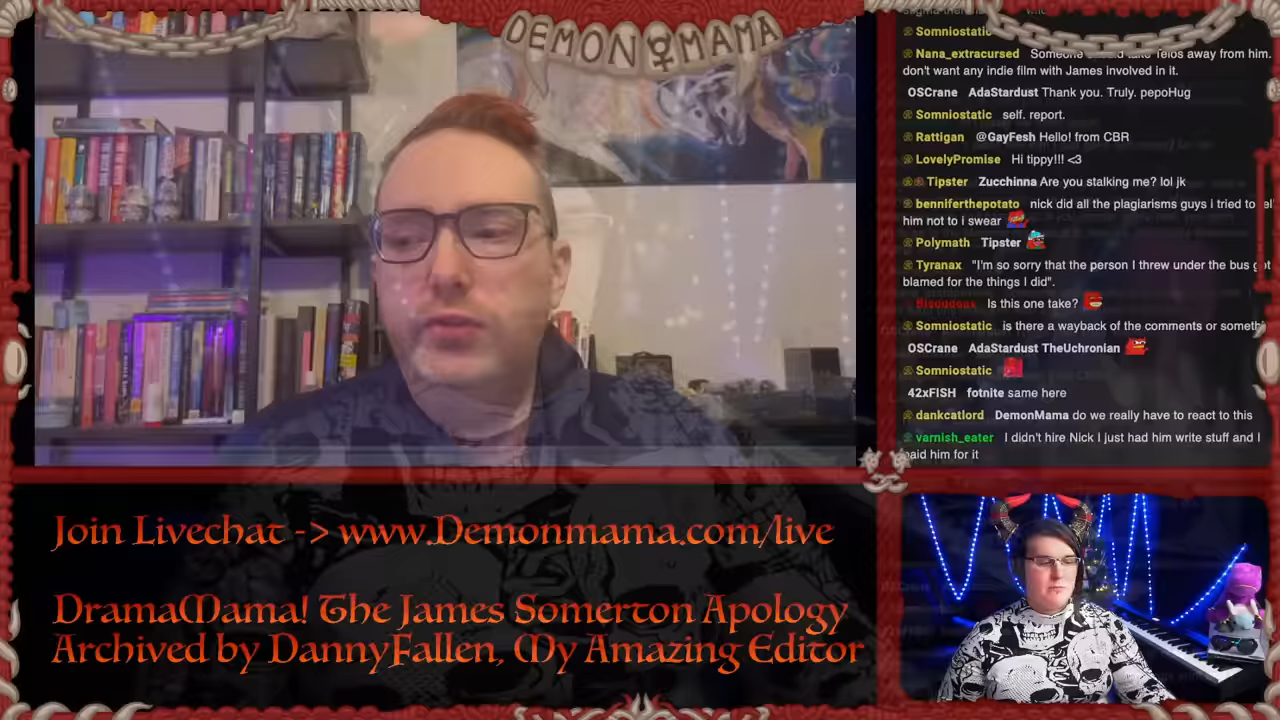 DEMON MAMA
Somniostatic
Nana_extracursed Someone should take Telos away from him.
don't want any indie film with James involved in it.
OSCrane AdaStardust Thank you. Truly. pepoHug
Somniostatic self. report.
Rattigan @GayFesh Hello! from CBR
LovelyPromise Hi tippy!!! <3
Tipster Zucchinna Are you stalking me? lol jk
benniferthepotato nick did all the plagiarisms guys i tried to
him not to i swear
Polymath Tipster
Tyranax "I'm so sorry that the person I threw under the bus got
blamed for the things I did".
Is this one take?
Somniostatic is there a wayback of the comments or someth
OSCrane AdaStardust TheUchronian
Somniostatic
42xFISH fotnite same here
dankcatlord DemonMama do we really have to react to this
varnish_eater I didn't hire Nick I just had him write stuff and I
paid him for it
Join Livechat -> www.Demonmama.com/live
DramaMama! The James Somerton Apology
Archived by DannyFallen, My Amazing Editor